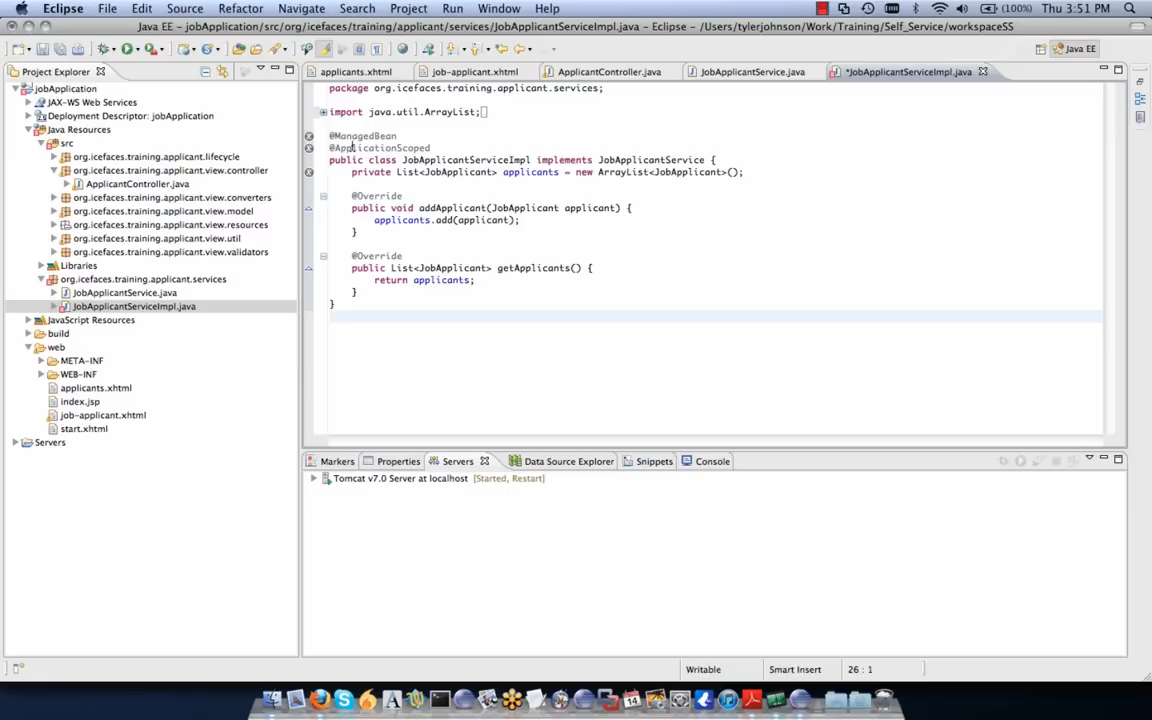 Eclipse File Edit Source Refactor Navigate Search Project Run Window Help (100%) Thu 3:51 PM
Java EE - jobApplication/src/org/icefaces/training/applicant/services/JobApplicantServiceImpl.java - Eclipse - /Users/tylerjohnson/Work/Training/Self_Service/workspaceSS
Java EE
Project Explorer
applicants.xhtml job-applicant.xhtml ApplicantController.java JobApplicantService.java *JobApplicantServiceImpl.java
jobApplication
JAX-WS Web Services
Deployment Descriptor: jobApplication
Java Resources
src
org.icefaces.training.applicant.lifecycle
org.icefaces.training.applicant.view.controller
ApplicantController.java
org.icefaces.training.applicant.view.converters
org.icefaces.training.applicant.view.model
org.icefaces.training.applicant.view.resources
org.icefaces.training.applicant.view.util
org.icefaces.training.applicant.view.validators
Libraries
org.icefaces.training.applicant.services
JobApplicantService.java
JobApplicantServiceImpl.java
JavaScript Resources
build
web
META-INF
WEB-INF
applicants.xhtml
index.jsp
job-applicant.xhtml
start.xhtml
Servers
package org.icefaces.training.applicant.services;
import java.util.ArrayList;
@ManagedBean
@ApplicationScoped
public class JobApplicantServiceImpl implements JobApplicantService {
private List<JobApplicant> applicants = new ArrayList<JobApplicant>();
@Override
public void addApplicant(JobApplicant applicant) {
applicants.add(applicant);
}
@Override
public List<JobApplicant> getApplicants() {
return applicants;
}
}
Markers Properties Servers Data Source Explorer Snippets Console
Tomcat v7.0 Server at localhost [Started, Restart]
Writable Smart Insert 26 : 1
14